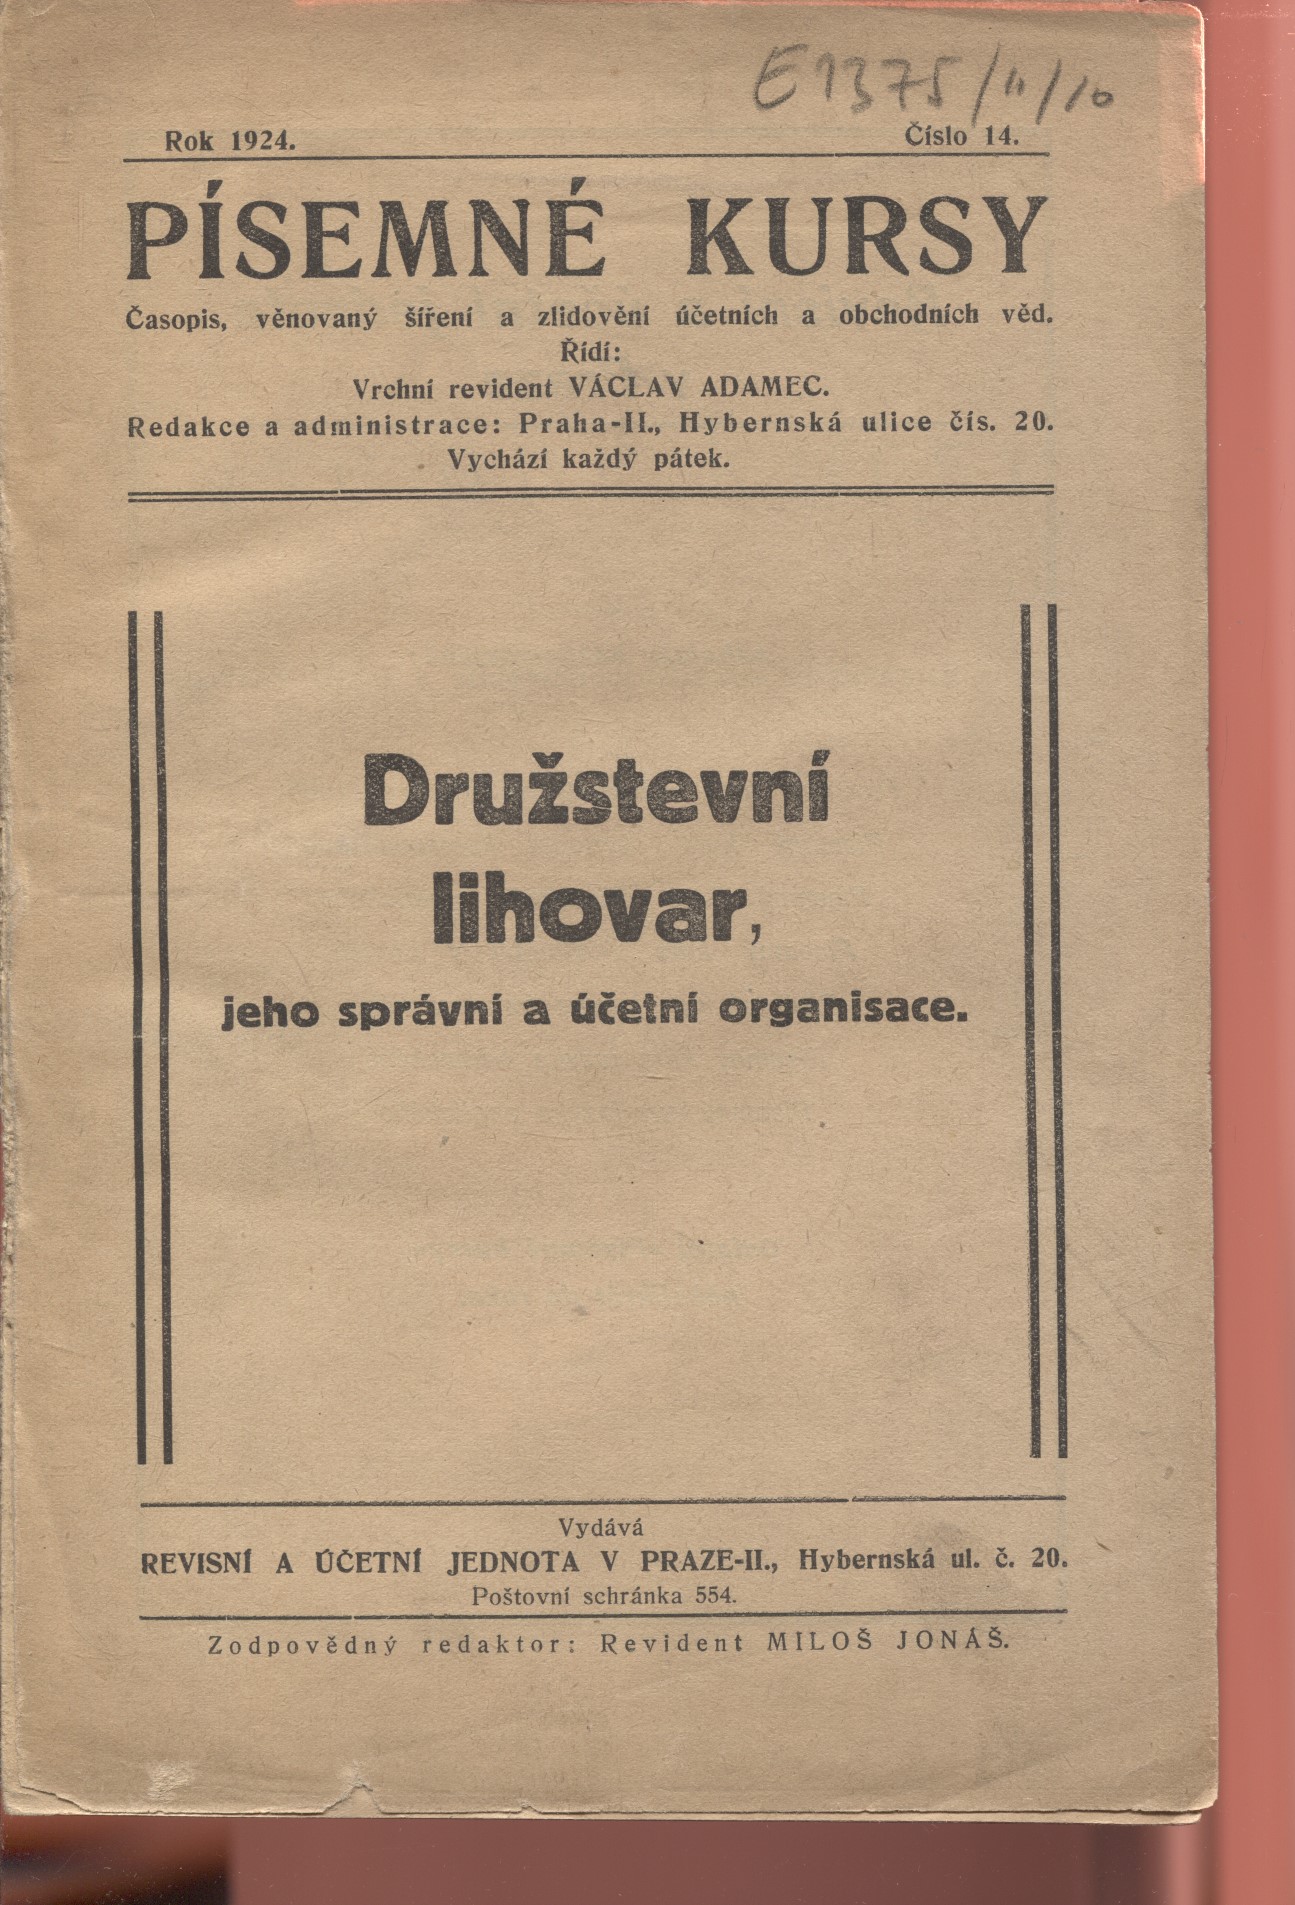 E1375/II/10
Rok 1924.
Číslo 14.
PÍSEMNÉ KURSY
Časopis, věnovaný šíření a zlidovění účetních a obchodních věd.
Řídí:
Vrchní revident VÁCLAV ADAMEC.
Redakce a administrace: Praha-II., Hybernská ulice čís. 20.
Vychází každý pátek.
Družstevní
lihovar,
jeho správní a účetní organisace.
Vydává
REVISNÍ A ÚČETNÍ JEDNOTA V PRAZE-II., Hybernská ul. č. 20.
Poštovní schránka 554.
Zodpovědný redaktor: Revident MILOŠ JONÁŠ.